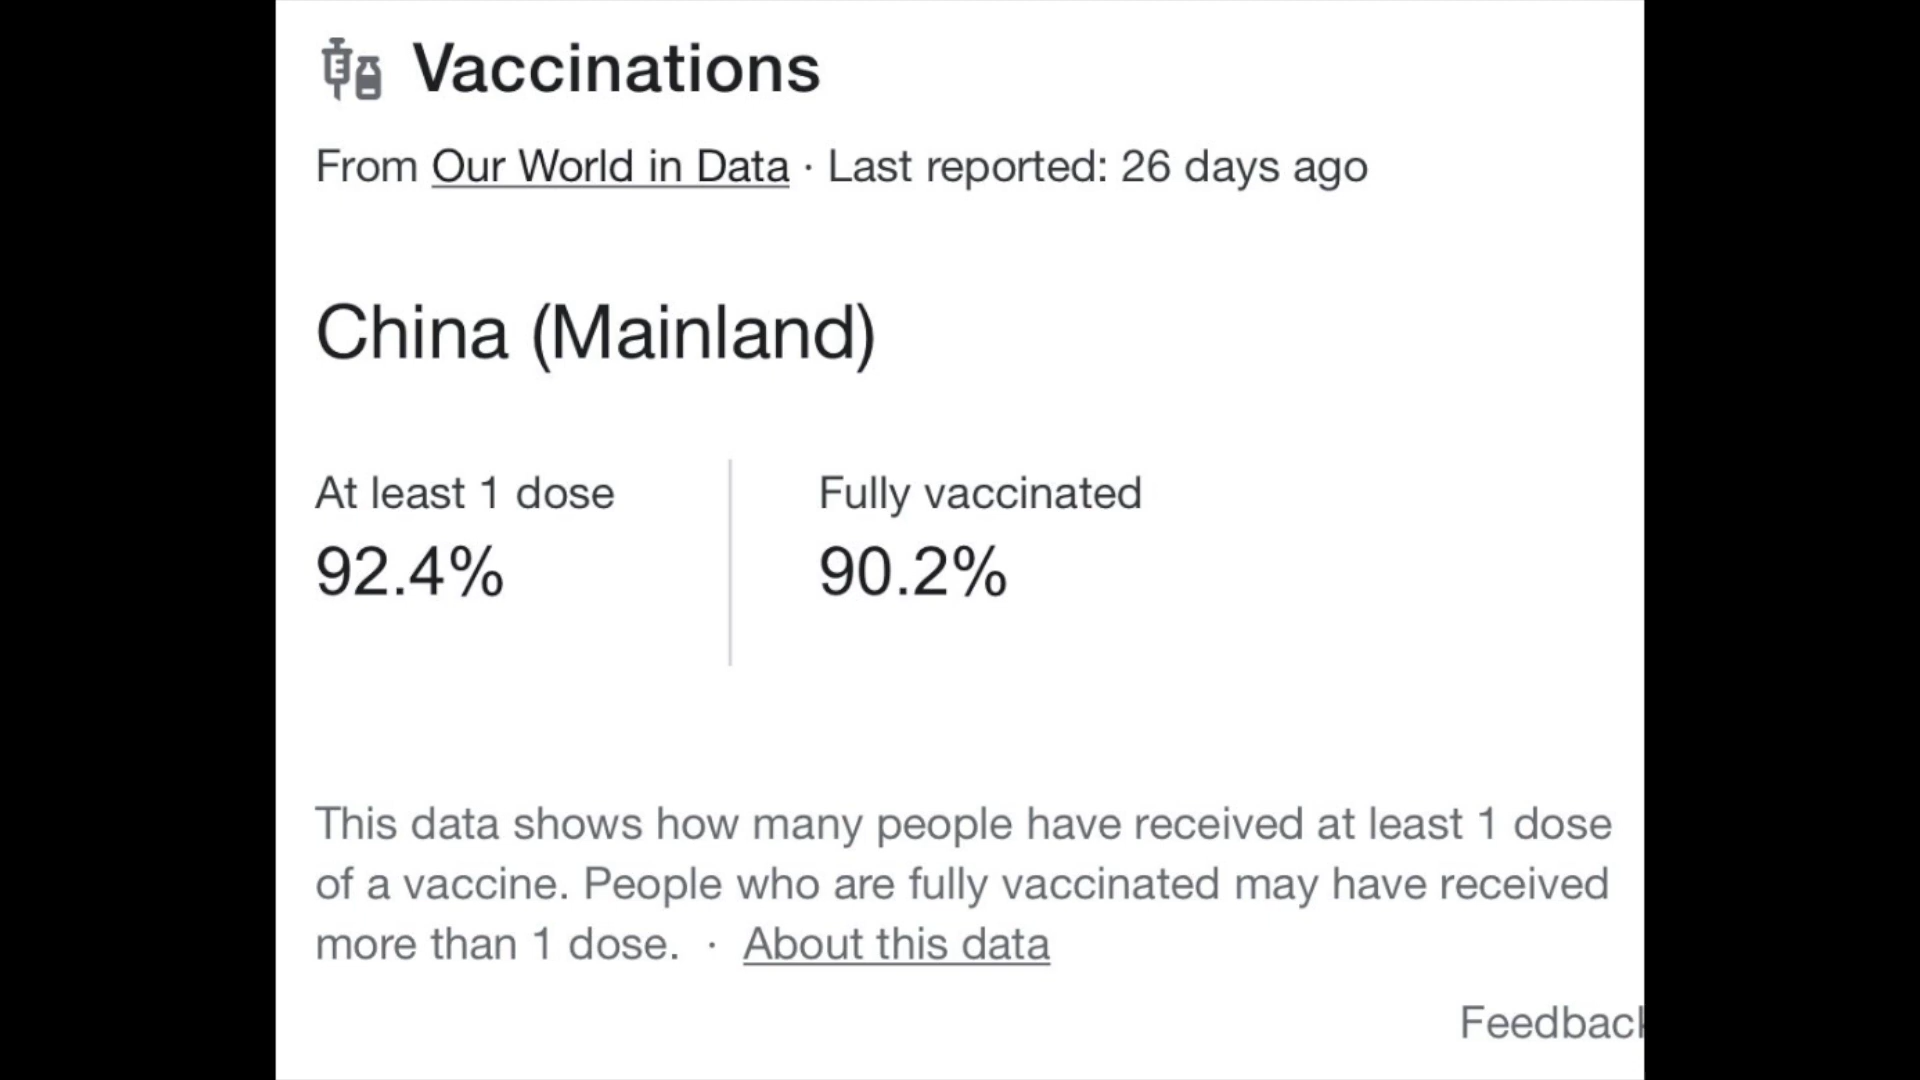 Vaccinations
From Our World in Data · Last reported: 26 days ago
China (Mainland)
At least 1 dose
92.4%
Fully vaccinated
90.2%
This data shows how many people have received at least 1 dose
of a vaccine. People who are fully vaccinated may have received
more than 1 dose. · About this data
Feedback